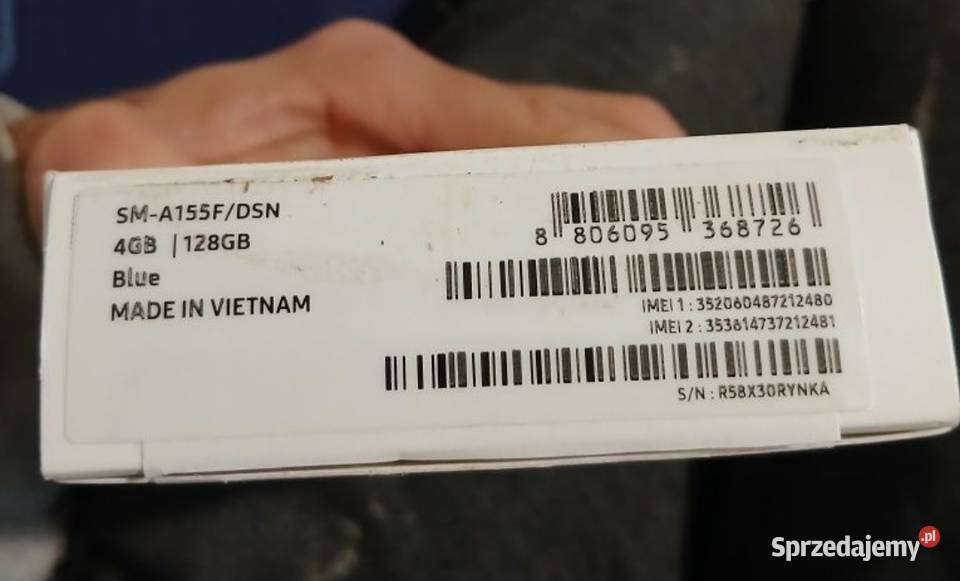 SM-A155F/DSN
4GB | 128GB
Blue
MADE IN VIETNAM
8 806095 368726
IMEI 1 : 352060487212480
IMEI 2 : 353614737212481
S/N : R58X30RYNKA
Sprzedajemy.pl